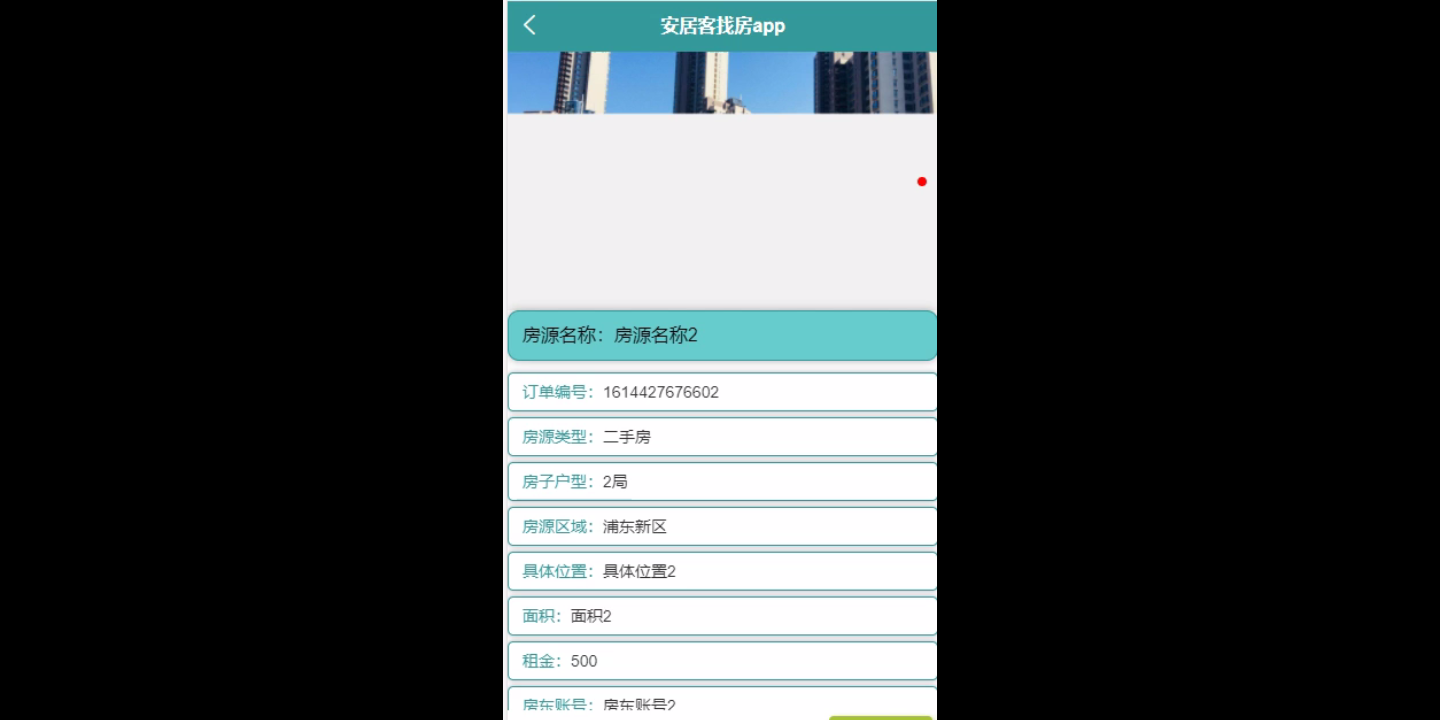 安居客找房app
房源名称：房源名称2
订单编号：1614427676602
房源类型：二手房
房子户型：2局
房源区域：浦东新区
具体位置：具体位置2
面积：面积2
租金：500
房东账号：房东账号2